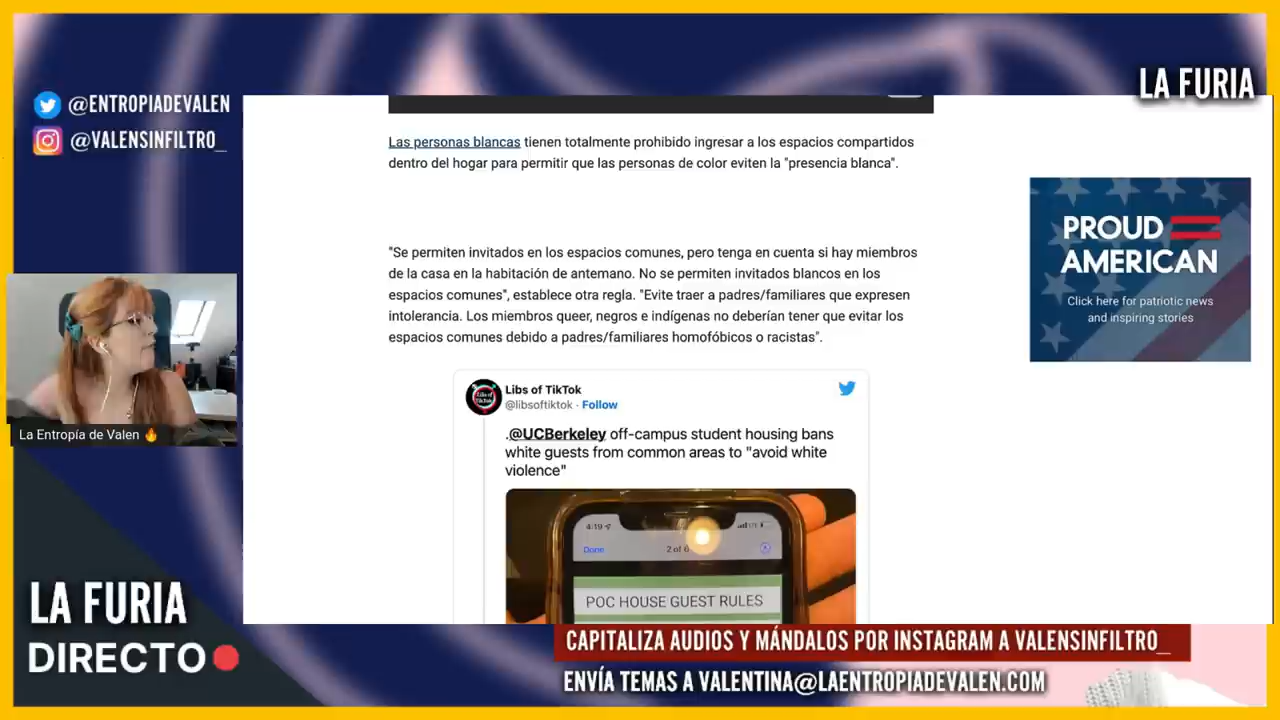 @ENTROPIADEVALEN
@VALENSINFILTRO_
LA FURIA
Las personas blancas tienen totalmente prohibido ingresar a los espacios compartidos
dentro del hogar para permitir que las personas de color eviten la "presencia blanca".
"Se permiten invitados en los espacios comunes, pero tenga en cuenta si hay miembros
de la casa en la habitación de antemano. No se permiten invitados blancos en los
espacios comunes", establece otra regla. "Evite traer a padres/familiares que expresen
intolerancia. Los miembros queer, negros e indígenas no deberían tener que evitar los
espacios comunes debido a padres/familiares homofóbicos o racistas".
PROUD
AMERICAN
Click here for patriotic news
and inspiring stories
Libs of TikTok
@libsoftiktok · Follow
.@UCBerkeley off-campus student housing bans
white guests from common areas to "avoid white
violence"
4:19
Done
2 of 6
POC HOUSE GUEST RULES
La Entropía de Valen 🔥
LA FURIA
DIRECTO
CAPITALIZA AUDIOS Y MÁNDALOS POR INSTAGRAM A VALENSINFILTRO_
ENVÍA TEMAS A VALENTINA@LAENTROPIADEVALEN.COM